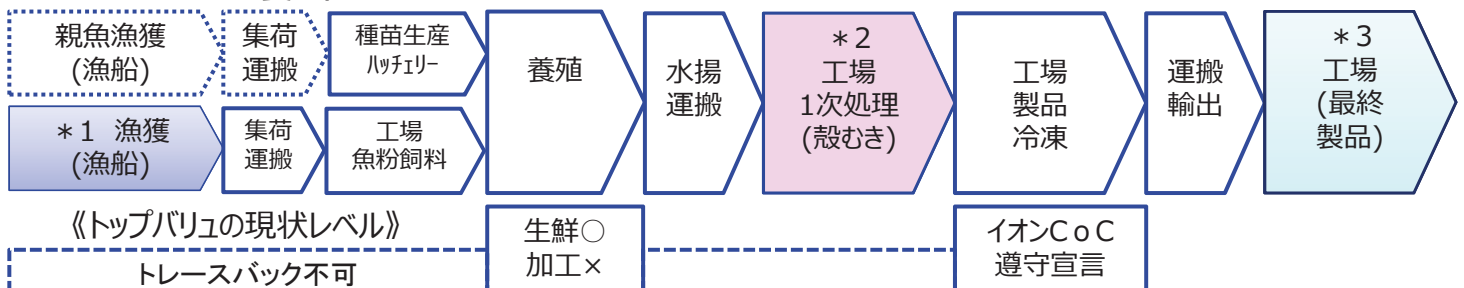 親魚漁獲
(漁船)
集荷
運搬
種苗生産
ﾊｯﾁｪﾘｰ
養殖
水揚
運搬
＊2
工場
1次処理
(殻むき)
工場
製品
冷凍
運搬
輸出
＊3
工場
(最終
製品)
＊1 漁獲
(漁船)
集荷
運搬
工場
魚粉飼料
《トップバリュの現状レベル》
トレースバック不可
生鮮○
加工×
イオンＣｏＣ
遵守宣言